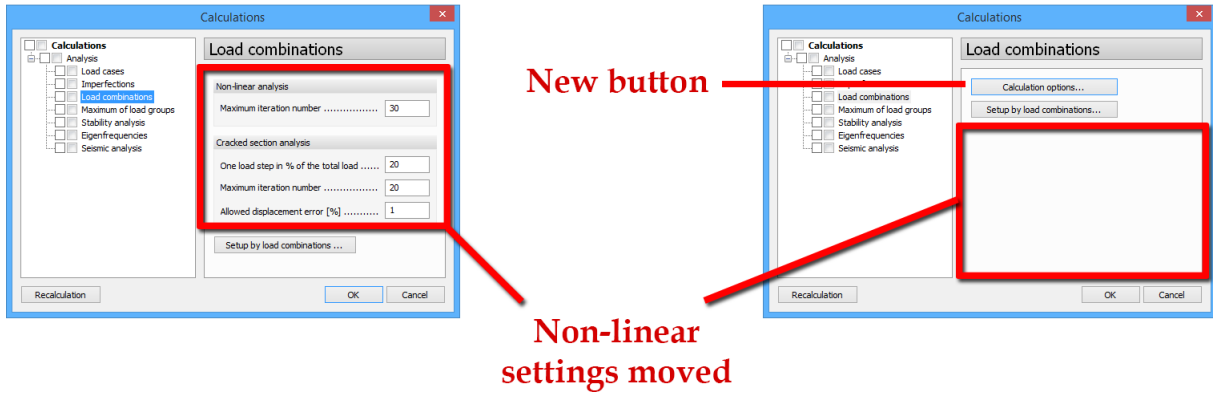 Calculations
Calculations
Analysis
Load cases
Imperfections
Load combinations
Maximum of load groups
Stability analysis
Eigenfrequencies
Seismic analysis
Load combinations
Non-linear analysis
Maximum iteration number ................. 30
Cracked section analysis
One load step in % of the total load ...... 20
Maximum iteration number ................. 20
Allowed displacement error [%] ........... 1
Setup by load combinations ...
Recalculation
OK
Cancel
New button
Non-linear
settings moved
Calculations
Calculations
Analysis
Load cases
Load combinations
Maximum of load groups
Stability analysis
Eigenfrequencies
Seismic analysis
Load combinations
Calculation options...
Setup by load combinations...
Recalculation
OK
Cancel